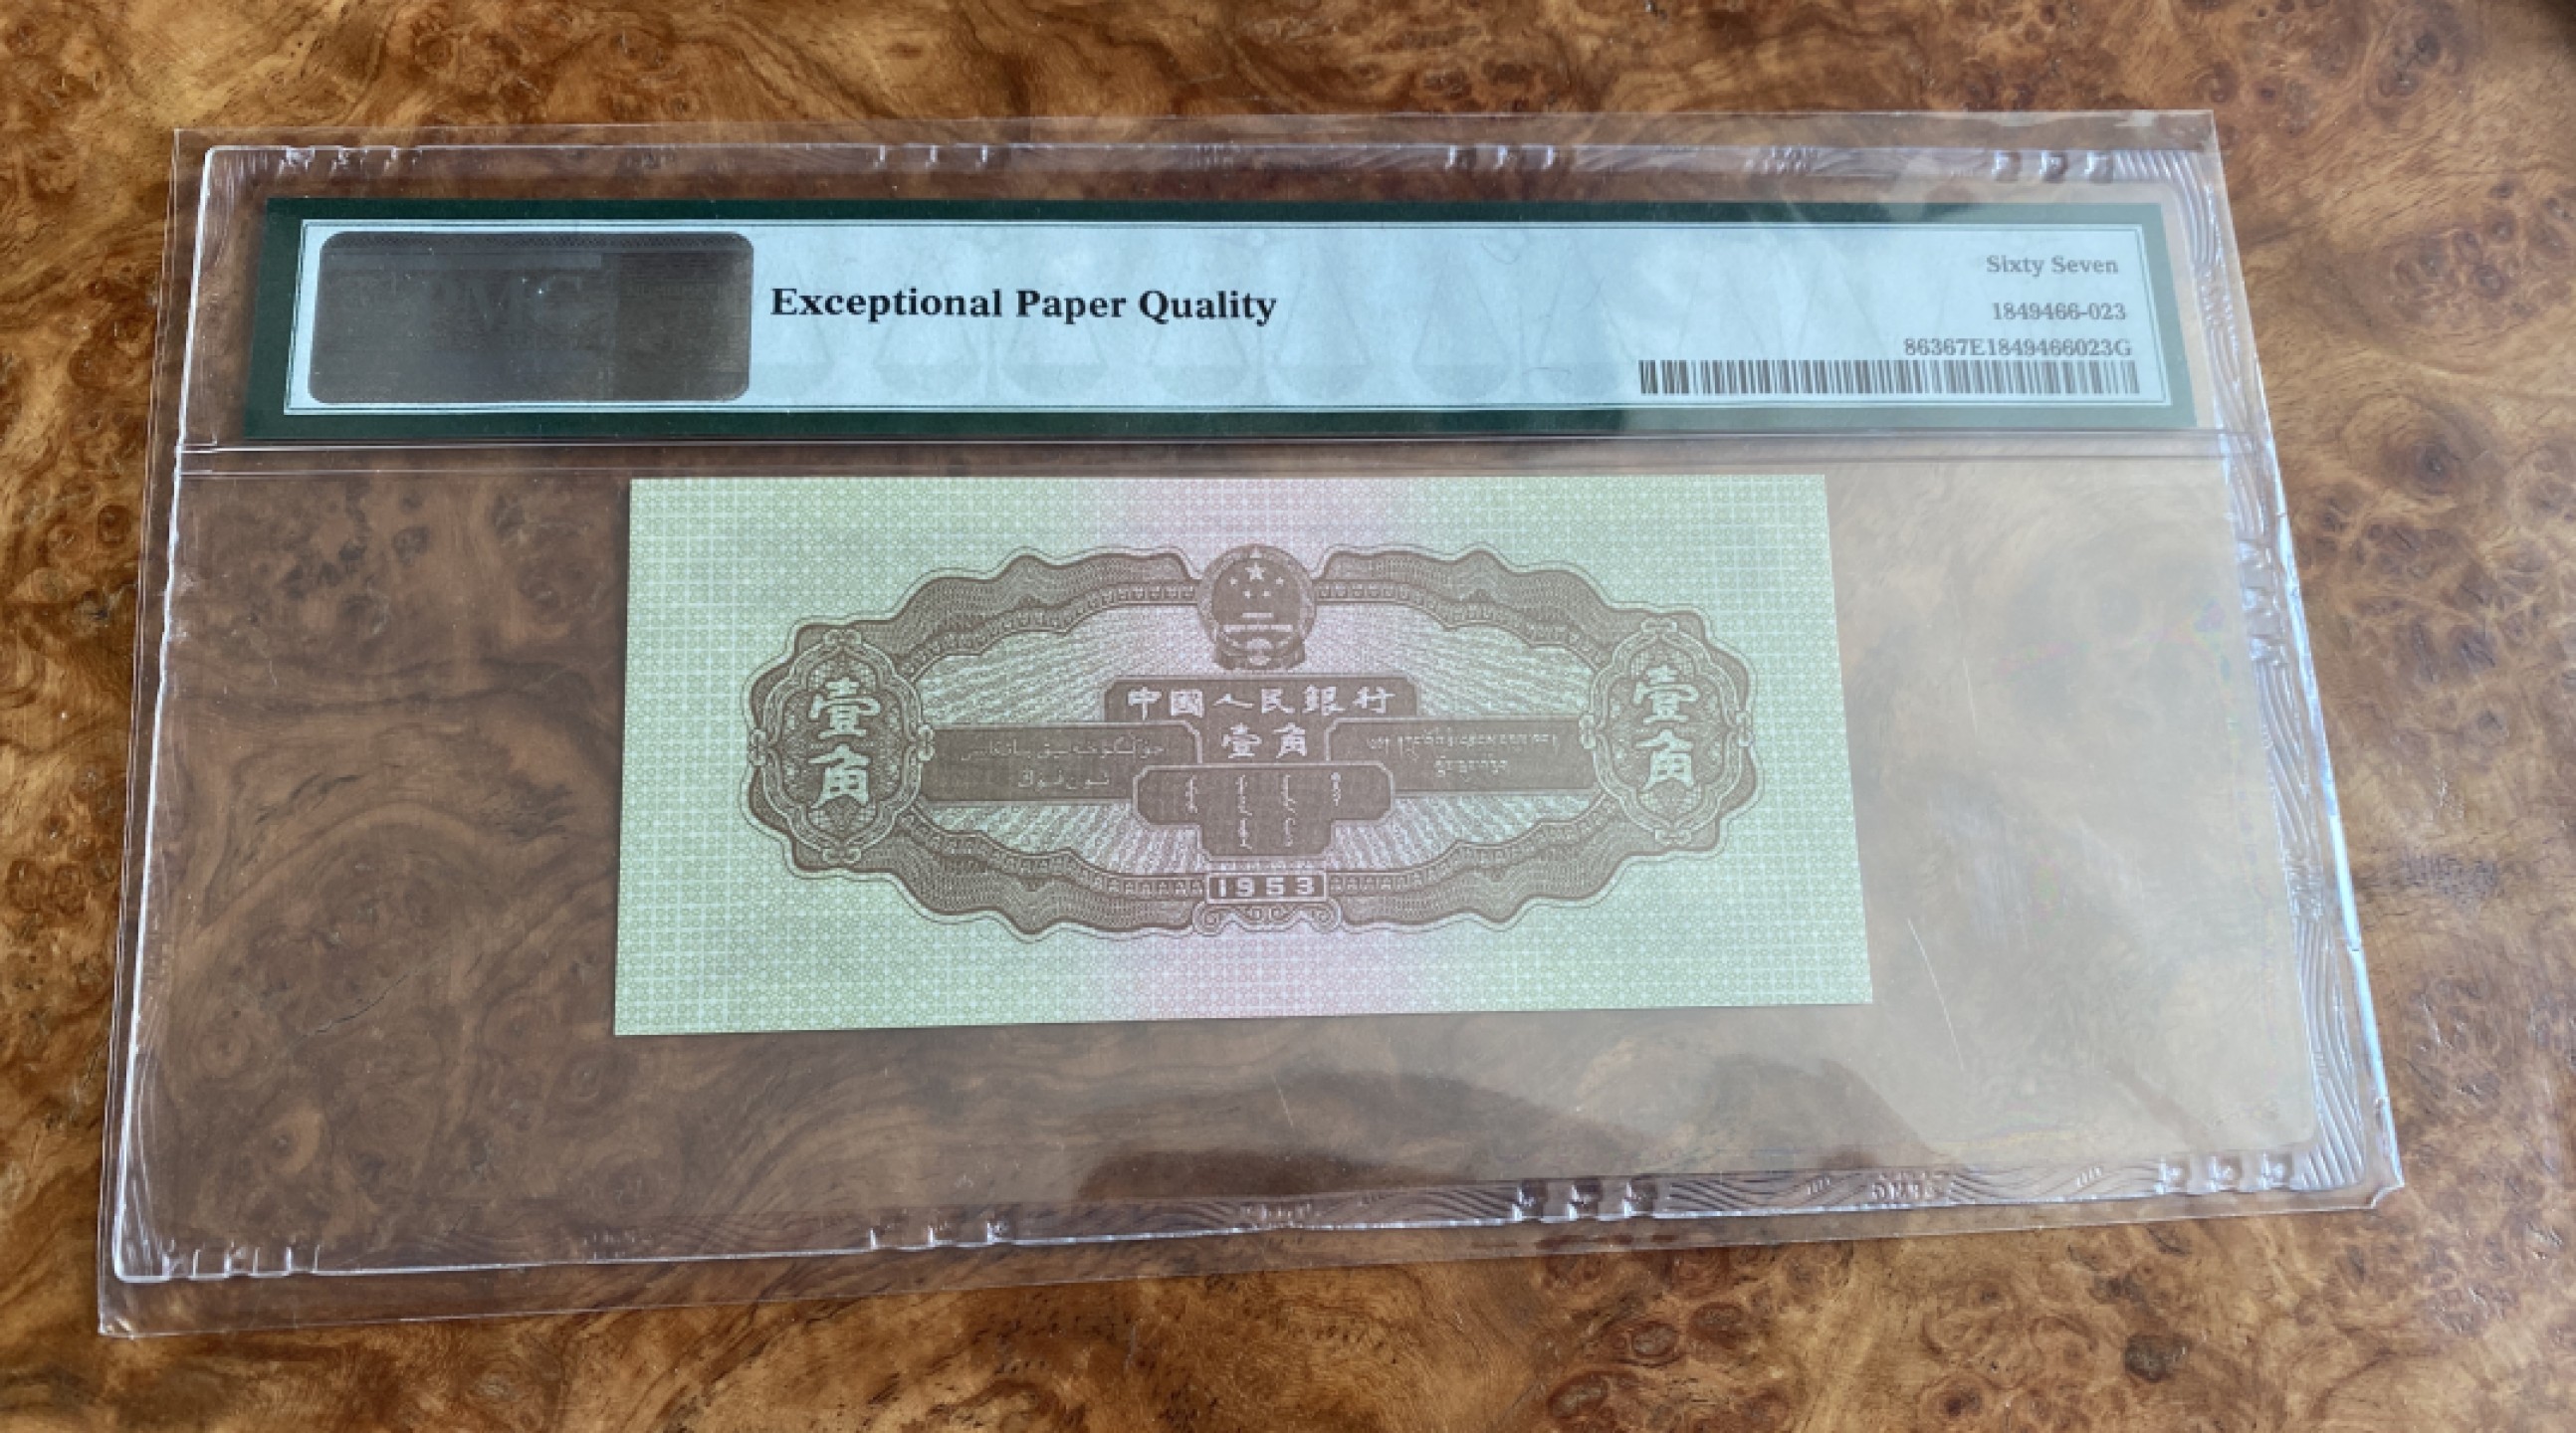 Exceptional Paper Quality
Sixty Seven
1849466-023
86367E1849466023G
中國人民銀行
壹角
壹角
壹角
1953